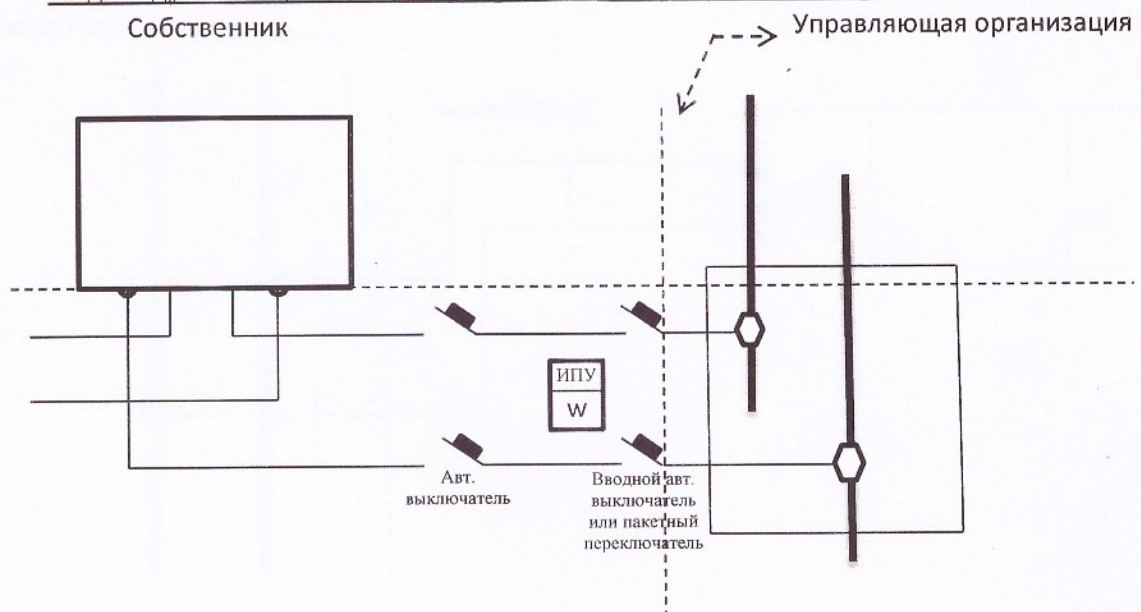 Собственник
Управляющая организация
ИПУ
W
Авт.
выключатель
Вводной авт.
выключатель
или пакетный
переключатель